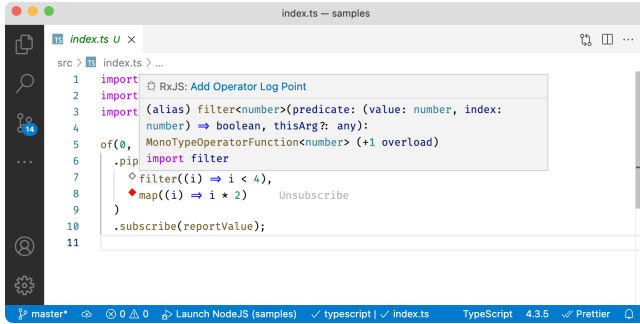 index.ts — samples
TS index.ts U ×
src > TS index.ts > ...
1 import
2 import
3 import
4
5 of(0,
6 .pip
7 filter((i) ⇒ i < 4),
8 map((i) ⇒ i * 2) Unsubscribe
9 )
10 .subscribe(reportValue);
11
RxJS: Add Operator Log Point
(alias) filter<number>(predicate: (value: number, index:
number) ⇒ boolean, thisArg?: any):
MonoTypeOperatorFunction<number> (+1 overload)
import filter
14
master* 0 0 Launch NodeJS (samples) ✓ typescript | ✓ index.ts TypeScript 4.3.5 Prettier